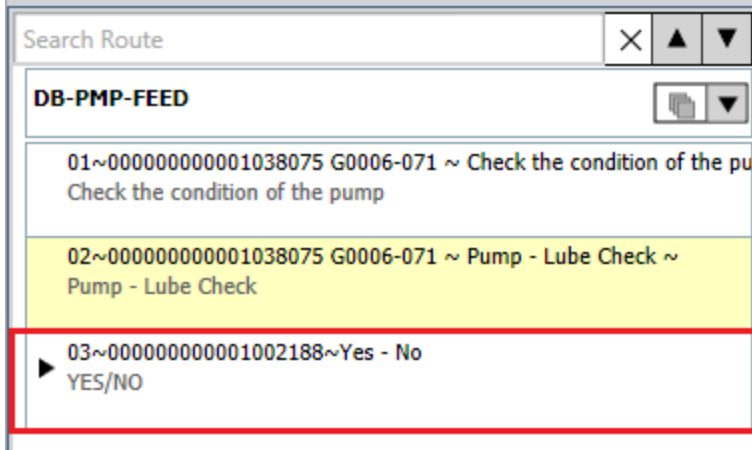 Search Route
DB-PMP-FEED
01~000000000001038075 G0006-071 ~ Check the condition of the pu
Check the condition of the pump
02~000000000001038075 G0006-071 ~ Pump - Lube Check ~
Pump - Lube Check
03~000000000001002188~Yes - No
YES/NO